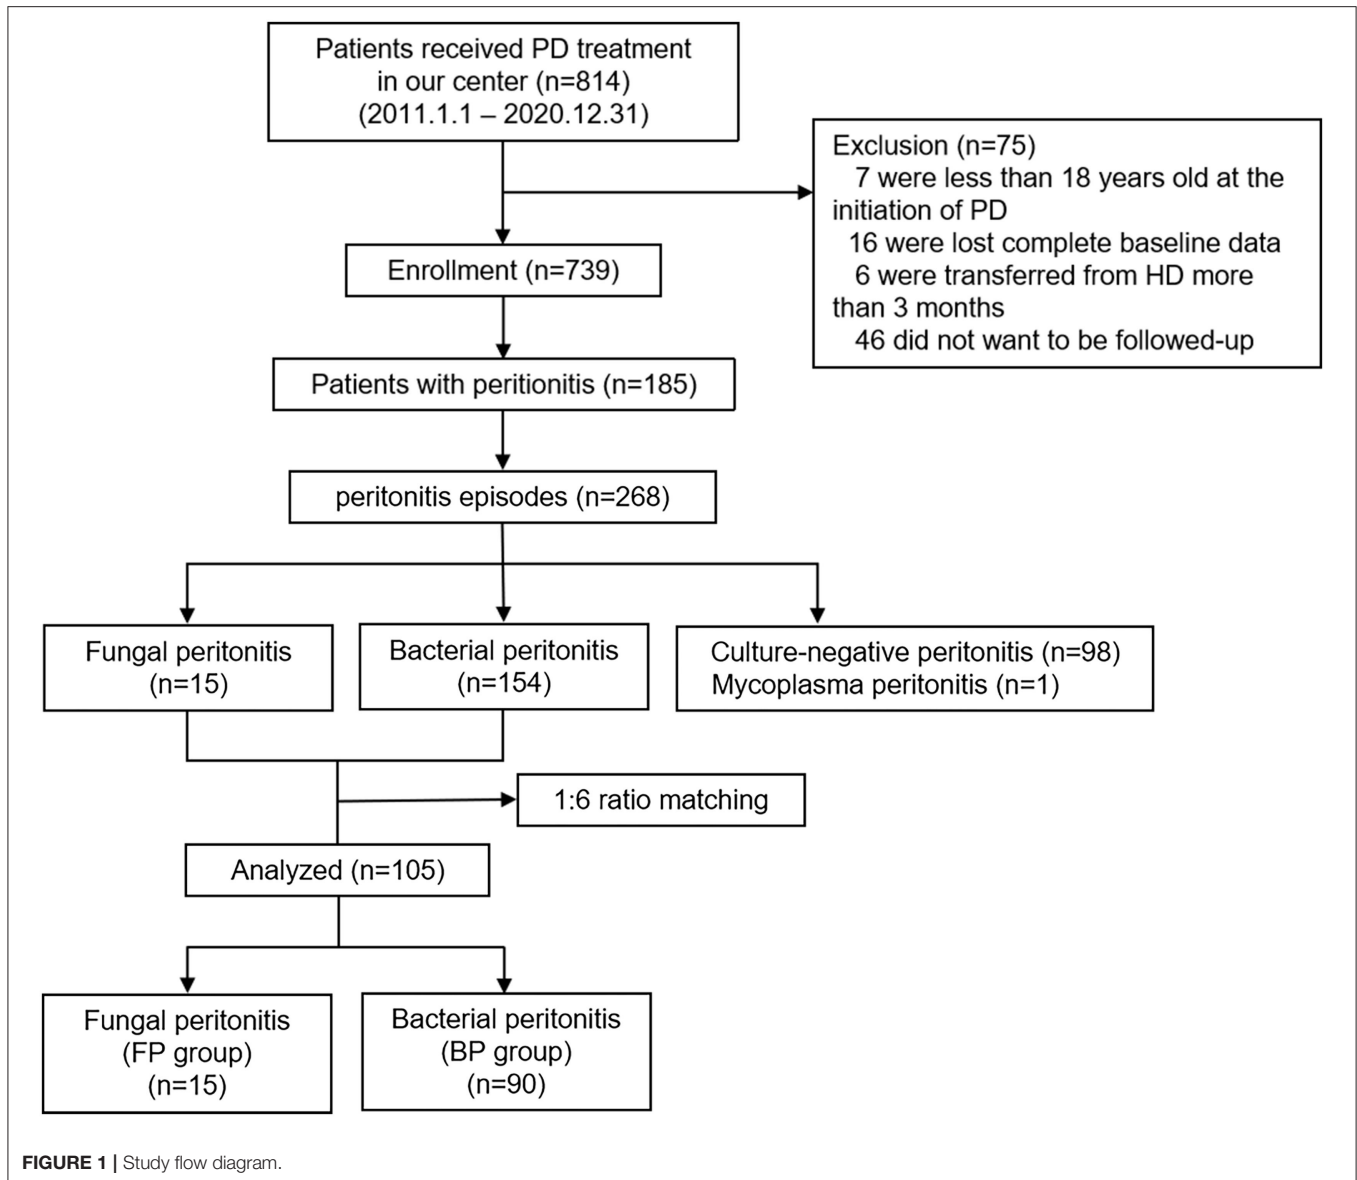 Patients received PD treatment
in our center (n=814)
(2011.1.1 – 2020.12.31)
Exclusion (n=75)
7 were less than 18 years old at the
initiation of PD
16 were lost complete baseline data
6 were transferred from HD more
than 3 months
46 did not want to be followed-up
Enrollment (n=739)
Patients with peritionitis (n=185)
peritonitis episodes (n=268)
Fungal peritonitis
(n=15)
Bacterial peritonitis
(n=154)
Culture-negative peritonitis (n=98)
Mycoplasma peritonitis (n=1)
1:6 ratio matching
Analyzed (n=105)
Fungal peritonitis
(FP group)
(n=15)
Bacterial peritonitis
(BP group)
(n=90)
FIGURE 1 | Study flow diagram.